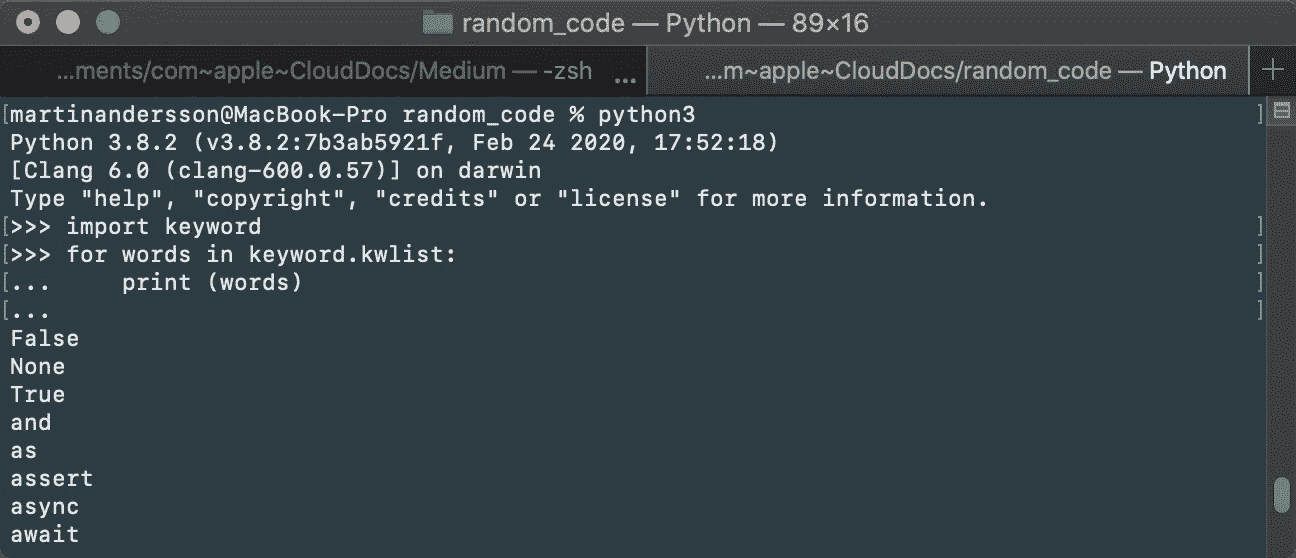 random_code — Python — 89×16
...ments/com~apple~CloudDocs/Medium — -zsh ...
...m~apple~CloudDocs/random_code — Python
[martinandersson@MacBook-Pro random_code % python3 ]
Python 3.8.2 (v3.8.2:7b3ab5921f, Feb 24 2020, 17:52:18)
[Clang 6.0 (clang-600.0.57)] on darwin
Type "help", "copyright", "credits" or "license" for more information.
[>>> import keyword ]
[>>> for words in keyword.kwlist: ]
[...     print (words) ]
[... ]
False
None
True
and
as
assert
async
await